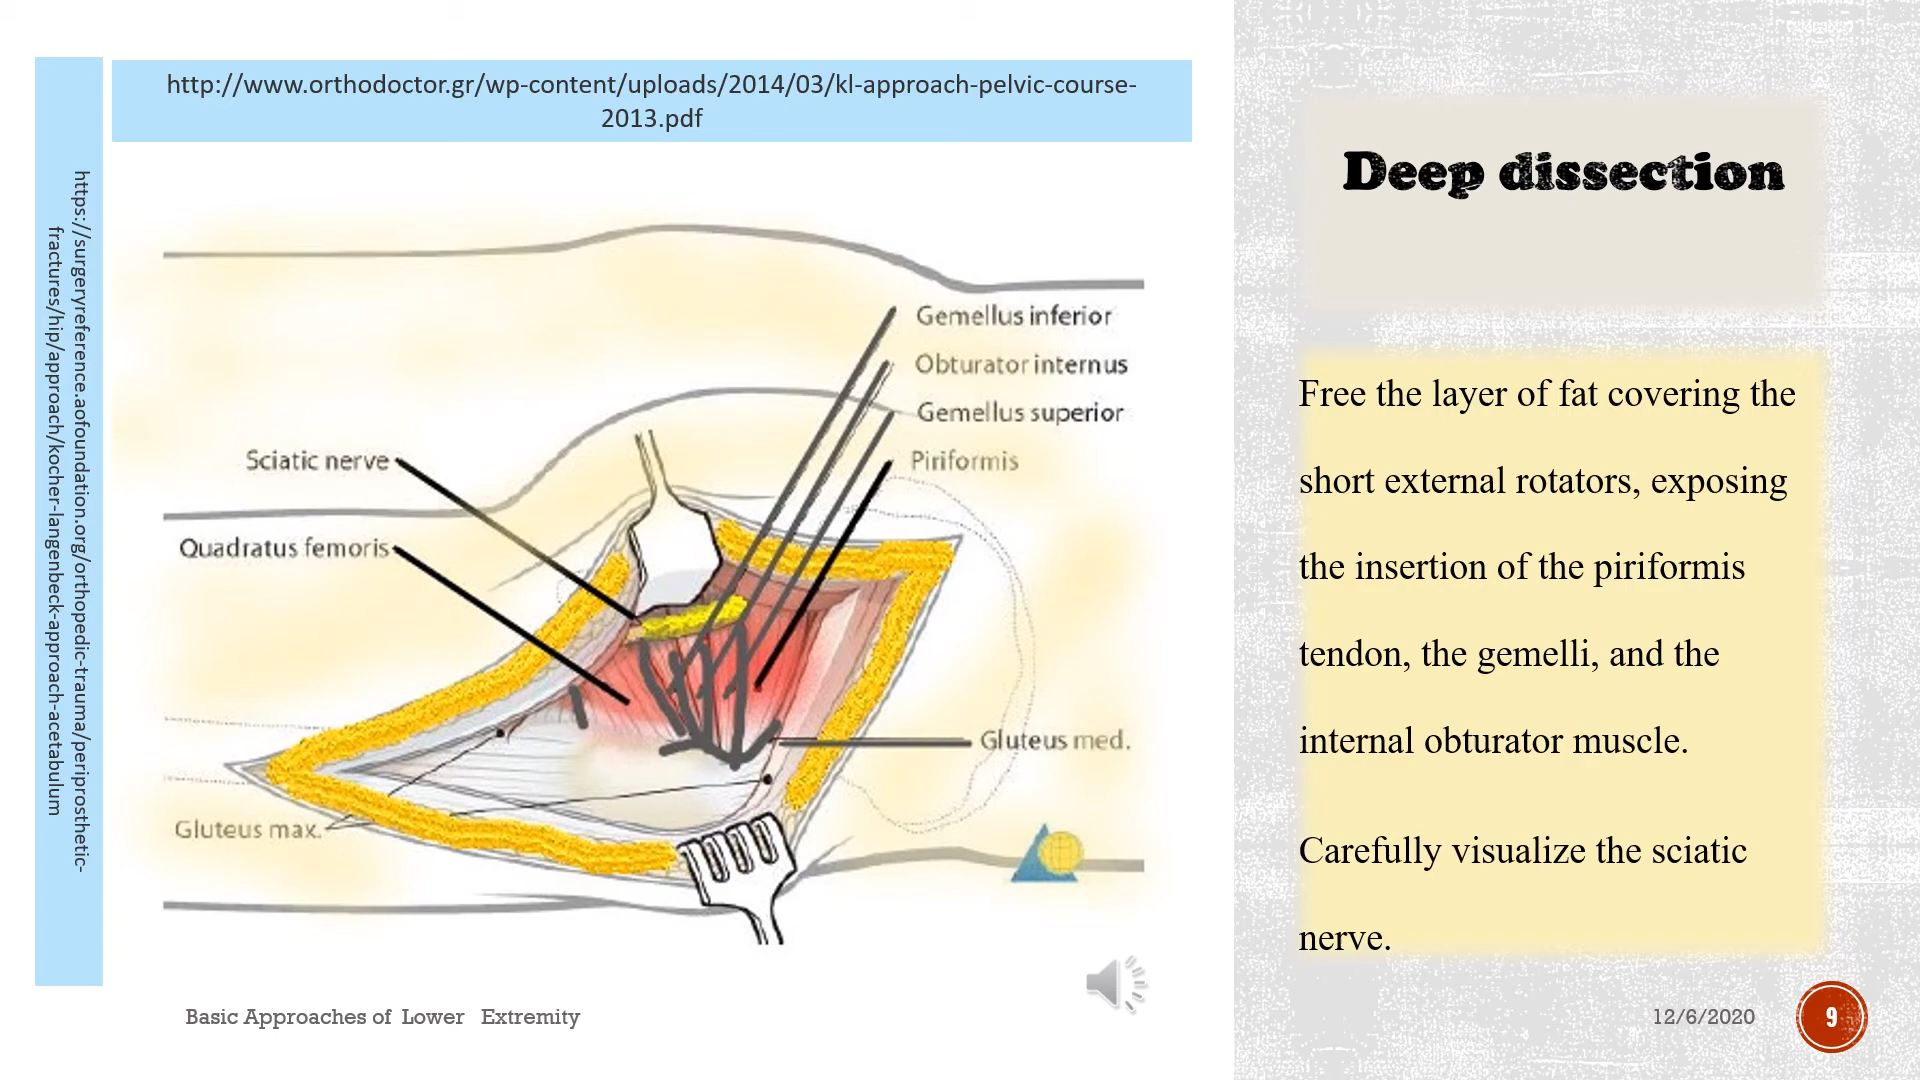 http://www.orthodoctor.gr/wp-content/uploads/2014/03/kl-approach-pelvic-course-
2013.pdf
https://surgeryreference.aofoundation.org/orthopedic-trauma/periprosthetic-
fractures/hip/approach/kocher-langenbeck-approach-acetabulum
Gemellus inferior
Obturator internus
Gemellus superior
Piriformis
Sciatic nerve
Quadratus femoris
Gluteus med.
Gluteus max.
Deep dissection
Free the layer of fat covering the
short external rotators, exposing
the insertion of the piriformis
tendon, the gemelli, and the
internal obturator muscle.
Carefully visualize the sciatic
nerve.
Basic Approaches of Lower Extremity
12/6/2020
9